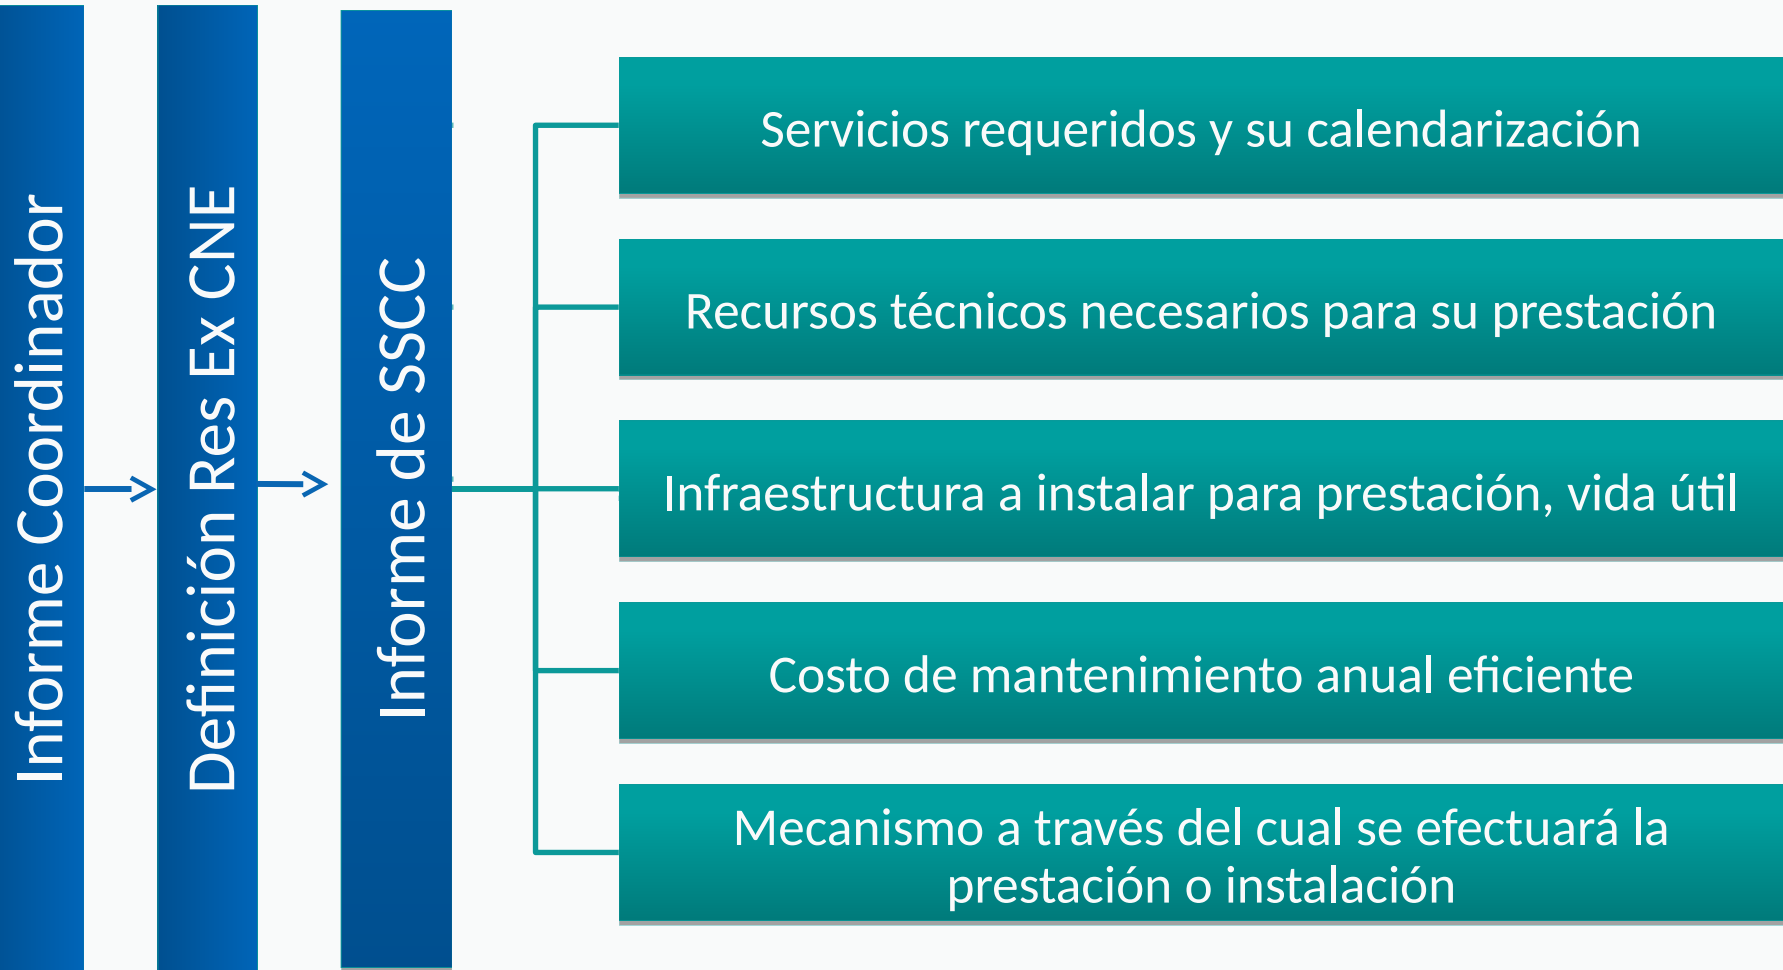 Informe Coordinador
Definición Res Ex CNE
Informe de SSCC
Servicios requeridos y su calendarización
Recursos técnicos necesarios para su prestación
Infraestructura a instalar para prestación, vida útil
Costo de mantenimiento anual eficiente
Mecanismo a través del cual se efectuará la
prestación o instalación